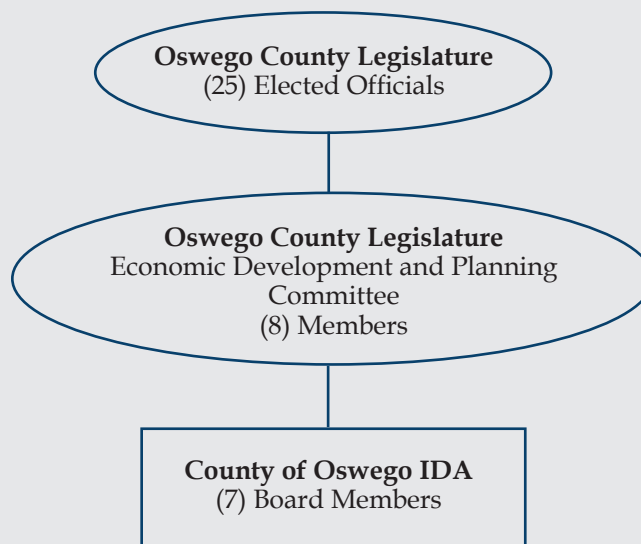 Oswego County Legislature
(25) Elected Officials
Oswego County Legislature
Economic Development and Planning
Committee
(8) Members
County of Oswego IDA
(7) Board Members